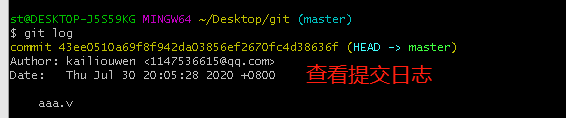 st@DESKTOP-J5S59KG MINGW64 ~/Desktop/git (master)
$ git log
commit 43ee0510a69f8f942da03856ef2670fc4d38636f (HEAD -> master)
Author: kailiouwen <1147536615@qq.com>
Date:   Thu Jul 30 20:05:28 2020 +0800
查看提交日志
    aaa.v